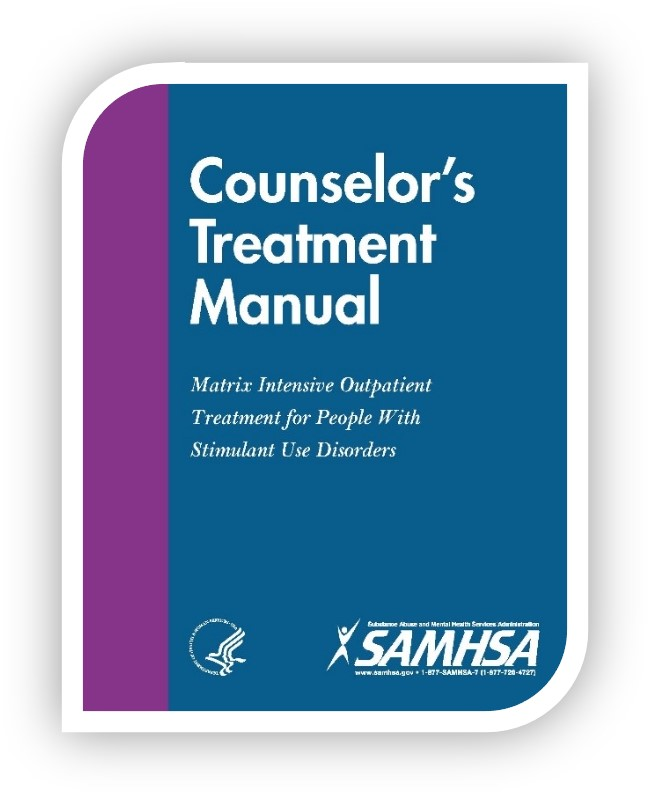 Counselor's
Treatment
Manual
Matrix Intensive Outpatient
Treatment for People With
Stimulant Use Disorders
Substance Abuse and Mental Health Services Administration
SAMHSA
www.samhsa.gov • 1-877-SAMHSA-7 (1-877-726-4727)